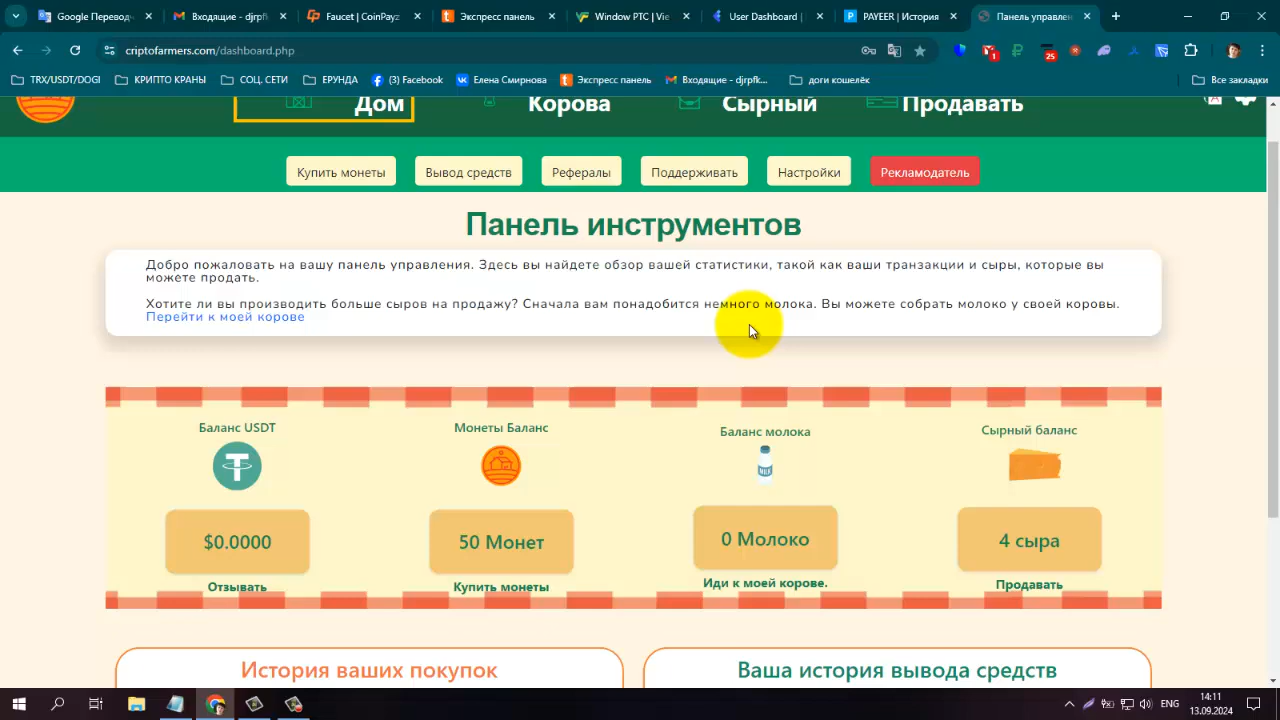 Google Перевод
Входящие - djrpf
Faucet | CoinPayz
Экспресс панель
Window PTC | Vie
User Dashboard |
PAYEER | История
Панель управлен
criptofarmers.com/dashboard.php
1
25
TRX/USDT/DOGI
КРИПТО КРАНЫ
СОЦ. СЕТИ
ЕРУНДА
(3) Facebook
Елена Смирнова
Экспресс панель
Входящие - djrpfk...
доги кошелёк
Все закладки
Дом
Корова
Сырный
Продавать
Купить монеты
Вывод средств
Рефералы
Поддерживать
Настройки
Рекламодатель
Панель инструментов
Добро пожаловать на вашу панель управления. Здесь вы найдете обзор вашей статистики, такой как ваши транзакции и сыры, которые вы
можете продать.
Хотите ли вы производить больше сыров на продажу? Сначала вам понадобится немного молока. Вы можете собрать молоко у своей коровы.
Перейти к моей корове
Баланс USDT
Монеты Баланс
Баланс молока
Сырный баланс
$0.0000
50 Монет
0 Молоко
4 сыра
Отзывать
Купить монеты
Иди к моей корове.
Продавать
История ваших покупок
Ваша история вывода средств
ENG
14:11
13.09.2024